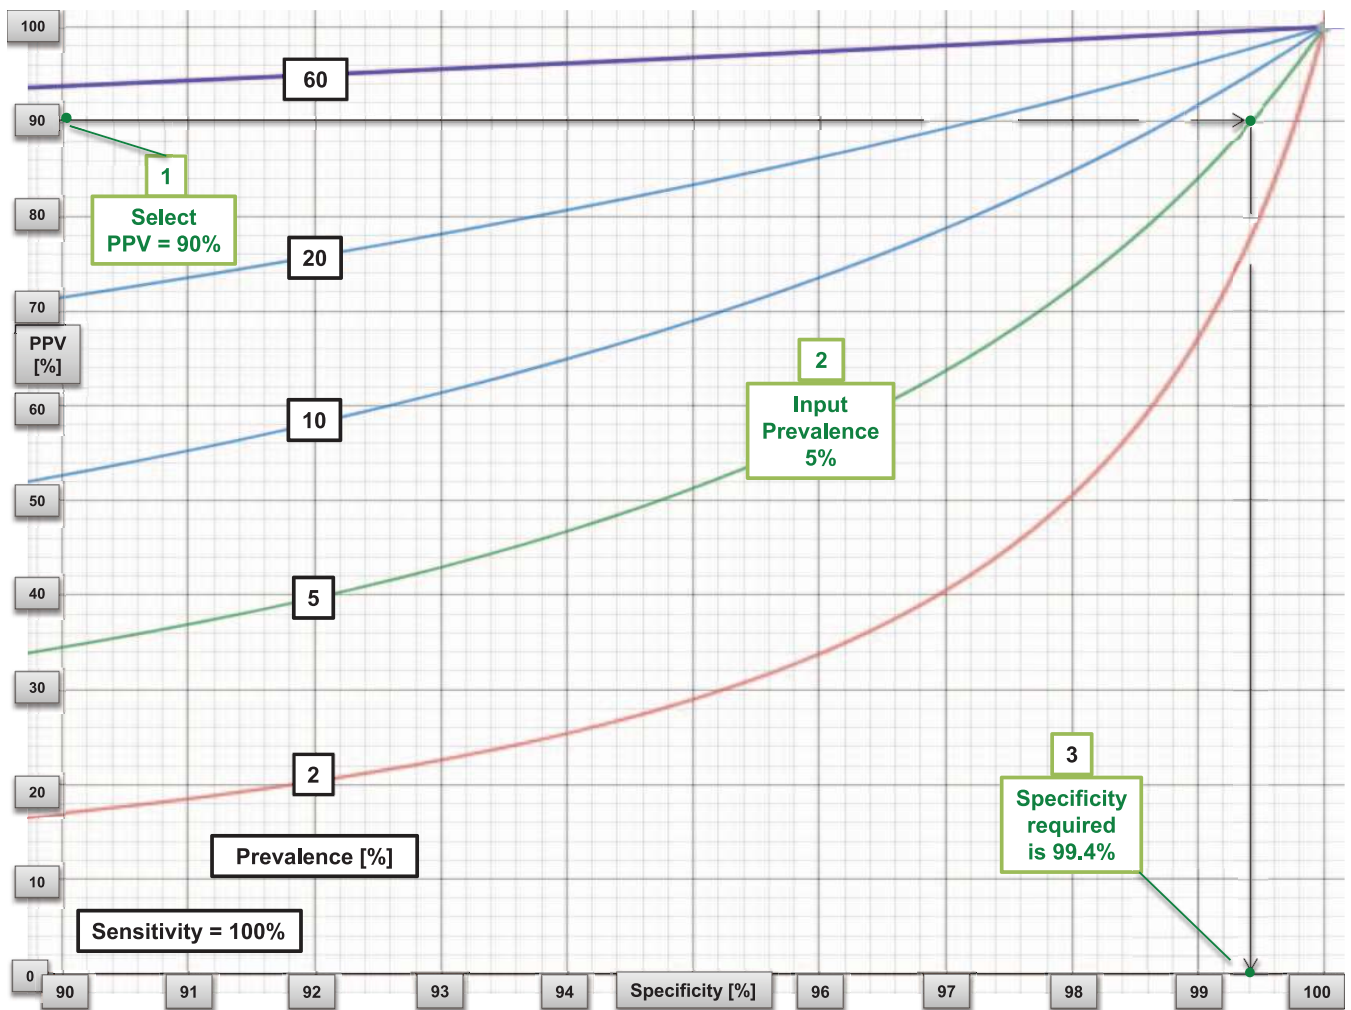 100
60
90
1
Select
PPV = 90%
80
20
70
PPV
[%]
2
Input
Prevalence
5%
60
10
50
40
5
30
3
Specificity
required
is 99.4%
2
20
Prevalence [%]
10
Sensitivity = 100%
0
90 91 92 93 94 Specificity [%] 96 97 98 99 100